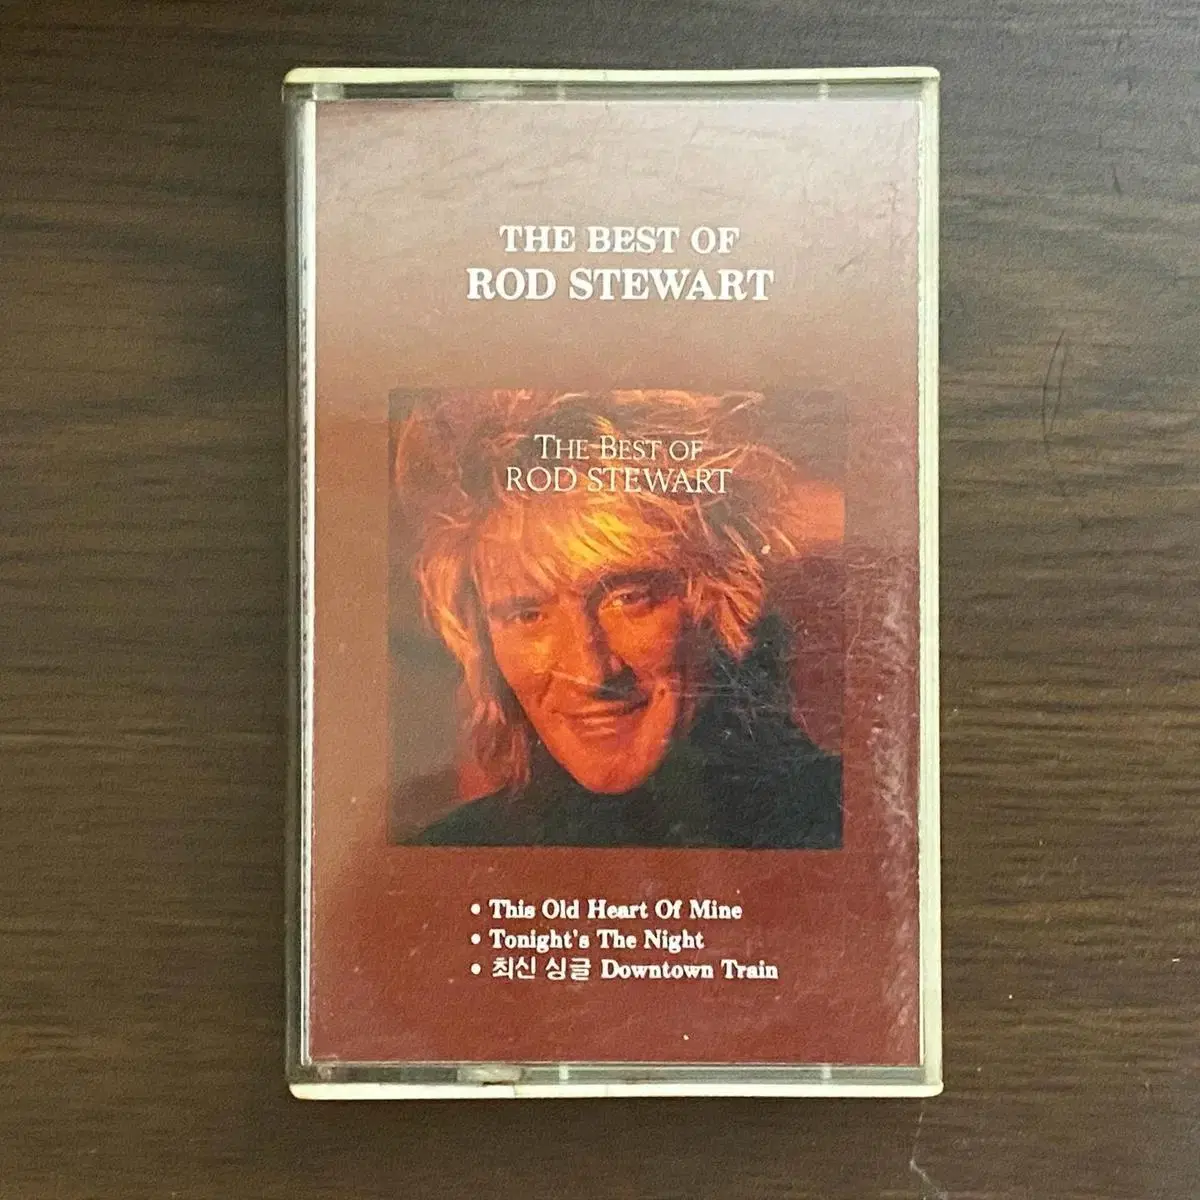 THE BEST OF
ROD STEWART
THE BEST OF
ROD STEWART
• This Old Heart Of Mine
• Tonight's The Night
• 최신 싱글 Downtown Train